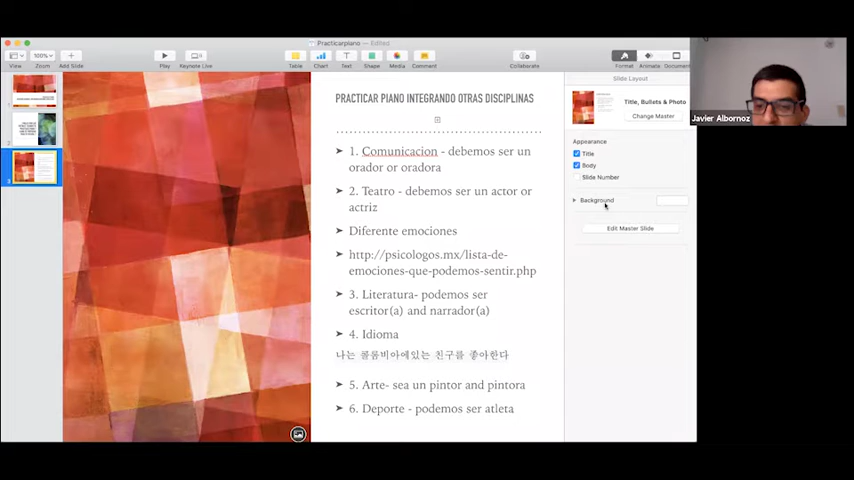 Practicarpiano — Edited
100%
View
Zoom
Add Slide
Play
Keynote Live
Table
Chart
Text
Shape
Media
Comment
Collaborate
Format
Animate
Document
Slide Layout
Title, Bullets & Photo
Change Master
Appearance
Title
Body
Slide Number
Background
Edit Master Slide
PRACTICAR PIANO INTEGRANDO OTRAS DISCIPLINAS
1. Comunicacion - debemos ser un
orador or oradora
2. Teatro - debemos ser un actor or
actriz
Diferente emociones
http://psicologos.mx/lista-de-
emociones-que-podemos-sentir.php
3. Literatura- podemos ser
escritor(a) and narrador(a)
4. Idioma
나는 콜롬비아에있는 친구를 좋아한다
5. Arte- sea un pintor and pintora
6. Deporte - podemos ser atleta
Javier Albornoz